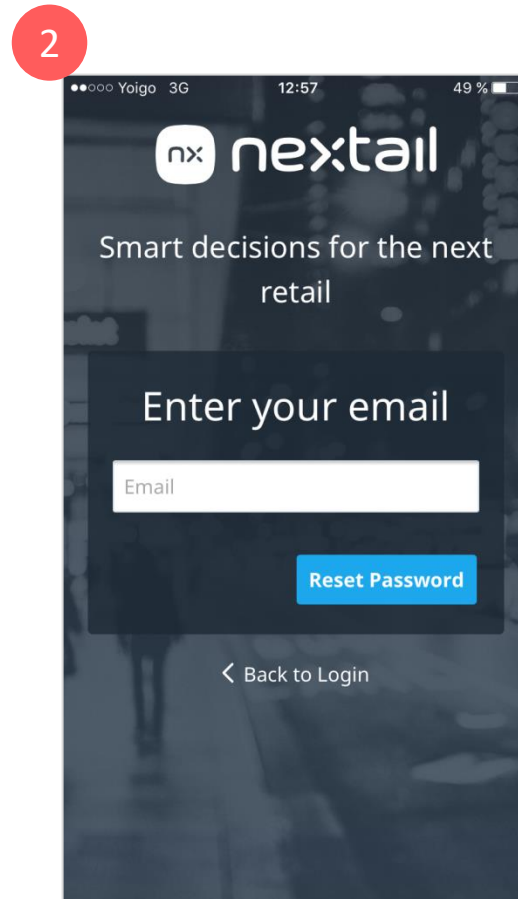 2
Yoigo 3G 12:57 49 %
nx nextail
Smart decisions for the next
retail
Enter your email
Email
Reset Password
Back to Login